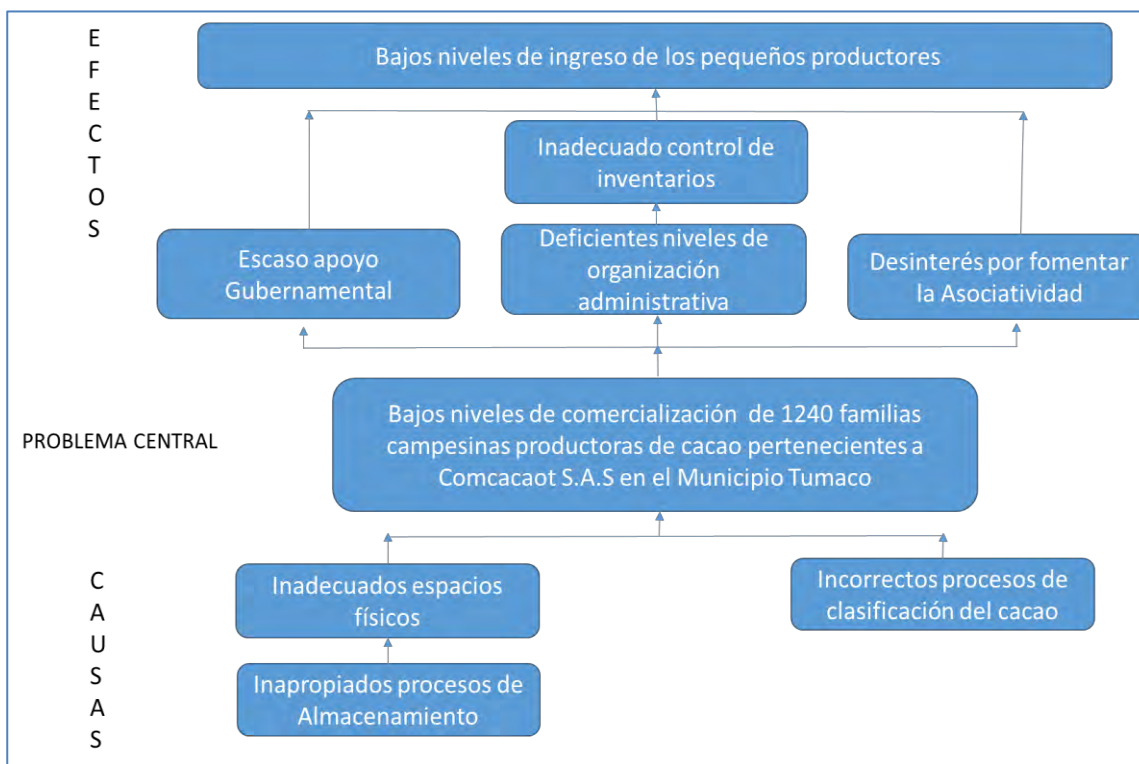 EFECTOS
Bajos niveles de ingreso de los pequeños productores
Inadecuado control de
inventarios
Escaso apoyo
Gubernamental
Deficientes niveles de
organización
administrativa
Desinterés por fomentar
la Asociatividad
PROBLEMA CENTRAL
Bajos niveles de comercialización de 1240 familias
campesinas productoras de cacao pertenecientes a
Comcacaot S.A.S en el Municipio Tumaco
CAUSAS
Inadecuados espacios
físicos
Incorrectos procesos de
clasificación del cacao
Inapropiados procesos de
Almacenamiento